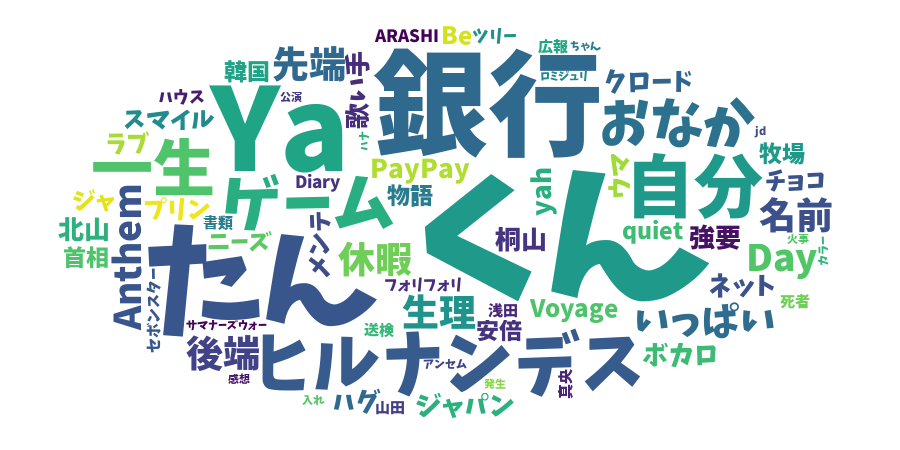 ARASHI
Be
ツリー
広報
ちゃん
韓国
先端
歌い手
銀行
ロミジュリ
クロード
ハウス
公演
Ya
スマイル
おなか
jd
ラブ
一生
ハナ
PayPay
ウマ
自分
牧場
Diary
物語
yah
チョコ
ジャ
プリン
ゲーム
くん
名前
Anthem
書類
北山
ニーズ
メンテ
桐山
quiet
強要
火事
カラー
首相
たん
休暇
Day
セボンスター
フォリフォリ
ネット
死者
生理
浅田
Voyage
いっぱい
サマナーズウォー
送検
安倍
後端
ヒルナンデス
ボカロ
アンセム
感想
真央
発生
入れ
ハグ
山田
ジャパン